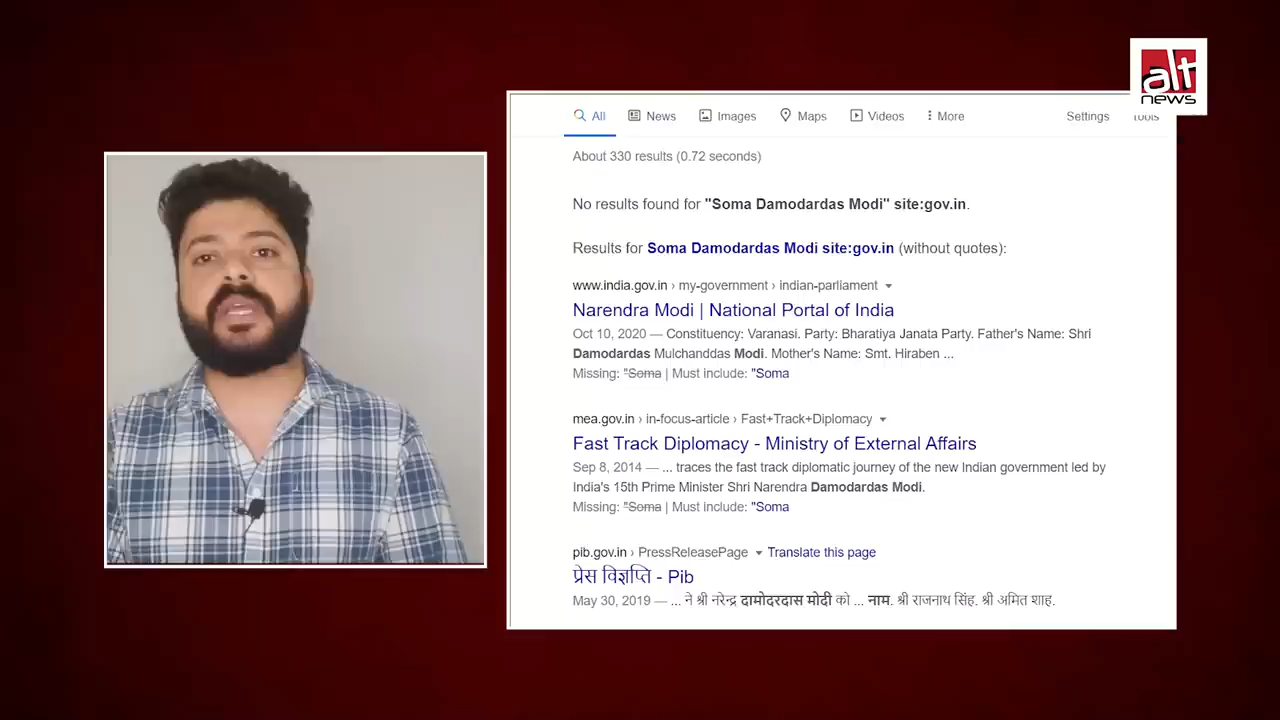 alt
news
All News Images Maps Videos More Settings Tools
About 330 results (0.72 seconds)
No results found for "Soma Damodardas Modi" site:gov.in.
Results for Soma Damodardas Modi site:gov.in (without quotes):
www.india.gov.in › my-government › indian-parliament
Narendra Modi | National Portal of India
Oct 10, 2020 — Constituency: Varanasi. Party: Bharatiya Janata Party. Father's Name: Shri
Damodardas Mulchanddas Modi. Mother's Name: Smt. Hiraben ...
Missing: "Soma | Must include: "Soma
mea.gov.in › in-focus-article › Fast+Track+Diplomacy
Fast Track Diplomacy - Ministry of External Affairs
Sep 8, 2014 — ... traces the fast track diplomatic journey of the new Indian government led by
India's 15th Prime Minister Shri Narendra Damodardas Modi.
Missing: "Soma | Must include: "Soma
pib.gov.in › PressReleasePage Translate this page
प्रेस विज्ञप्ति - Pib
May 30, 2019 — ... ने श्री नरेन्द्र दामोदरदास मोदी को ... नाम. श्री राजनाथ सिंह. श्री अमित शाह.